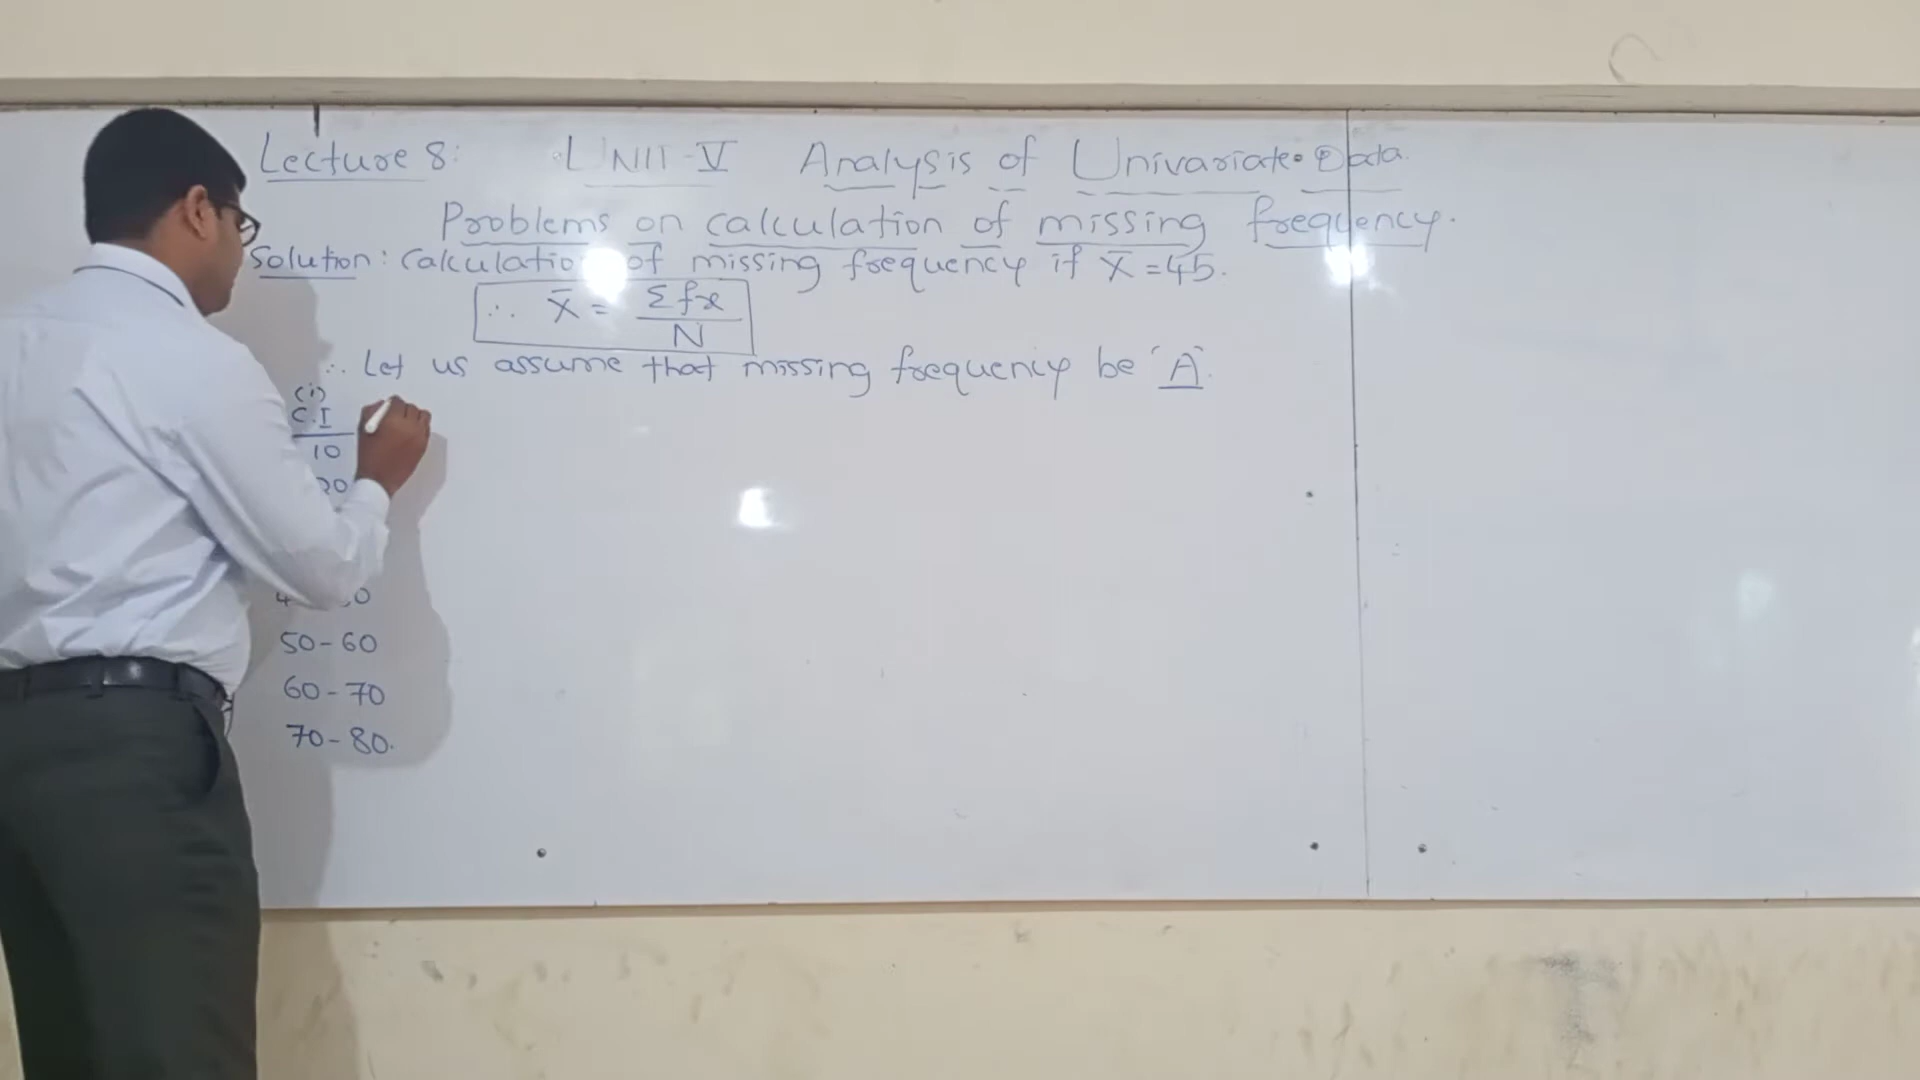 Lecture 8: UNIT-V Analysis of Univariate Data.
Problems on calculation of missing frequency.
Solution: Calculation of missing frequency if X̄ = 45.
∴ X̄ = Σfx / N
∴ Let us assume that missing frequency be 'A'.
(i)
C.I
10
20
50-60
60-70
70-80.